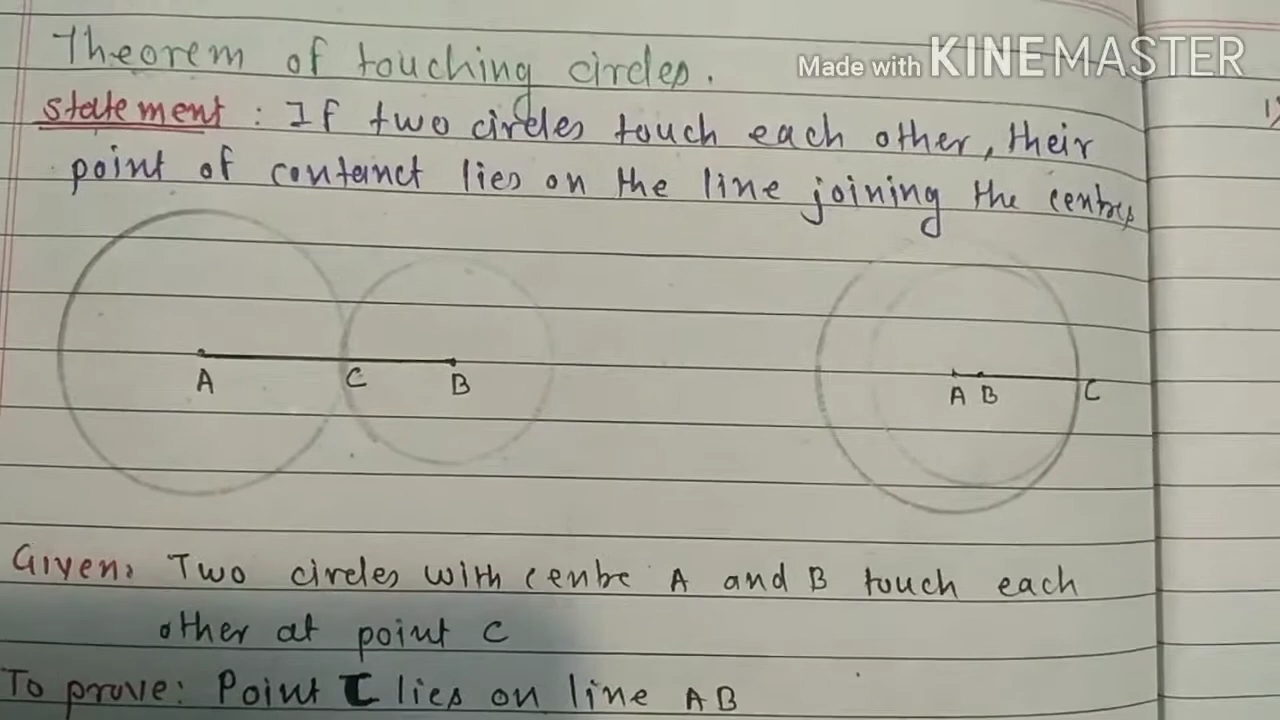 Theorem of touching circles.
Made with KINEMASTER
statement : If two circles touch each other, their
point of contanct lies on the line joining the centres
A C B
A B C
Given: Two circles with centre A and B touch each
other at point C
To prove: Point C lies on line AB